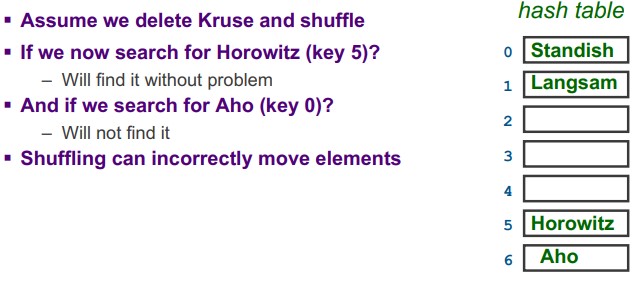 ▪ Assume we delete Kruse and shuffle
▪ If we now search for Horowitz (key 5)?
– Will find it without problem
▪ And if we search for Aho (key 0)?
– Will not find it
▪ Shuffling can incorrectly move elements
hash table
0 Standish
1 Langsam
2
3
4
5 Horowitz
6 Aho